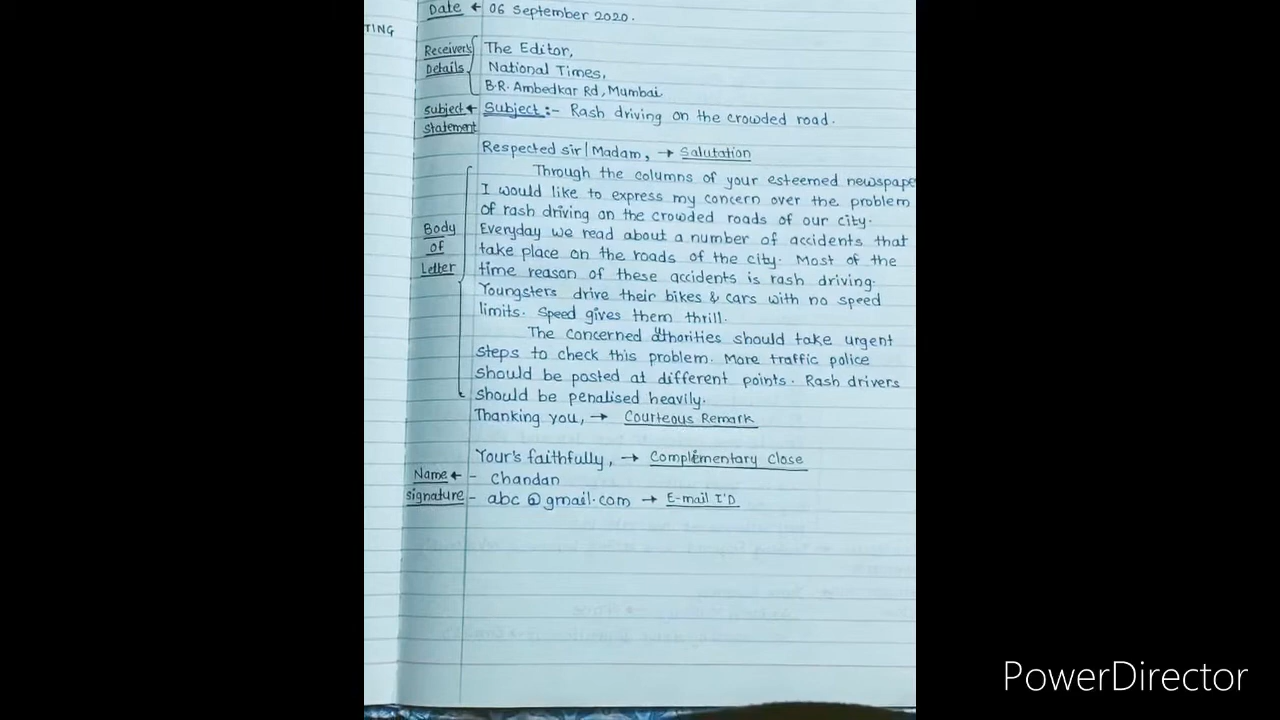 Date ← 06 September 2020.
TING
Receiver's The Editor,
Details National Times,
B.R. Ambedkar Rd, Mumbai
Subject ← Subject :- Rash driving on the crowded road.
Statement
Respected sir/Madam, → Salutation
Through the columns of your esteemed newspape
I would like to express my concern over the problem
of rash driving on the crowded roads of our city.
Body Everyday we read about a number of accidents that
of take place on the roads of the city. Most of the
Letter time reason of these accidents is rash driving.
Youngsters drive their bikes & cars with no speed
limits. Speed gives them thrill.
The concerned uthorities should take urgent
steps to check this problem. More traffic police
should be posted at different points. Rash drivers
should be penalised heavily.
Thanking you, → Courteous Remark
Your's faithfully, → Complementary Close
Name ← - Chandan
Signature - abc@gmail.com → E-mail I'D
PowerDirector